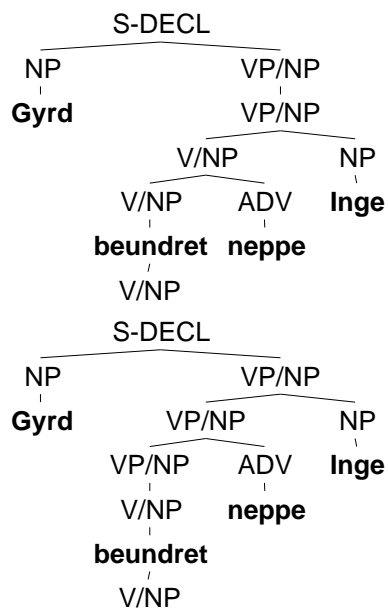 S-DECL
NP VP/NP
Gyrd VP/NP
V/NP NP
V/NP ADV Inge
beundret neppe
V/NP
S-DECL
NP VP/NP
Gyrd VP/NP NP
VP/NP ADV Inge
V/NP neppe
beundret
V/NP